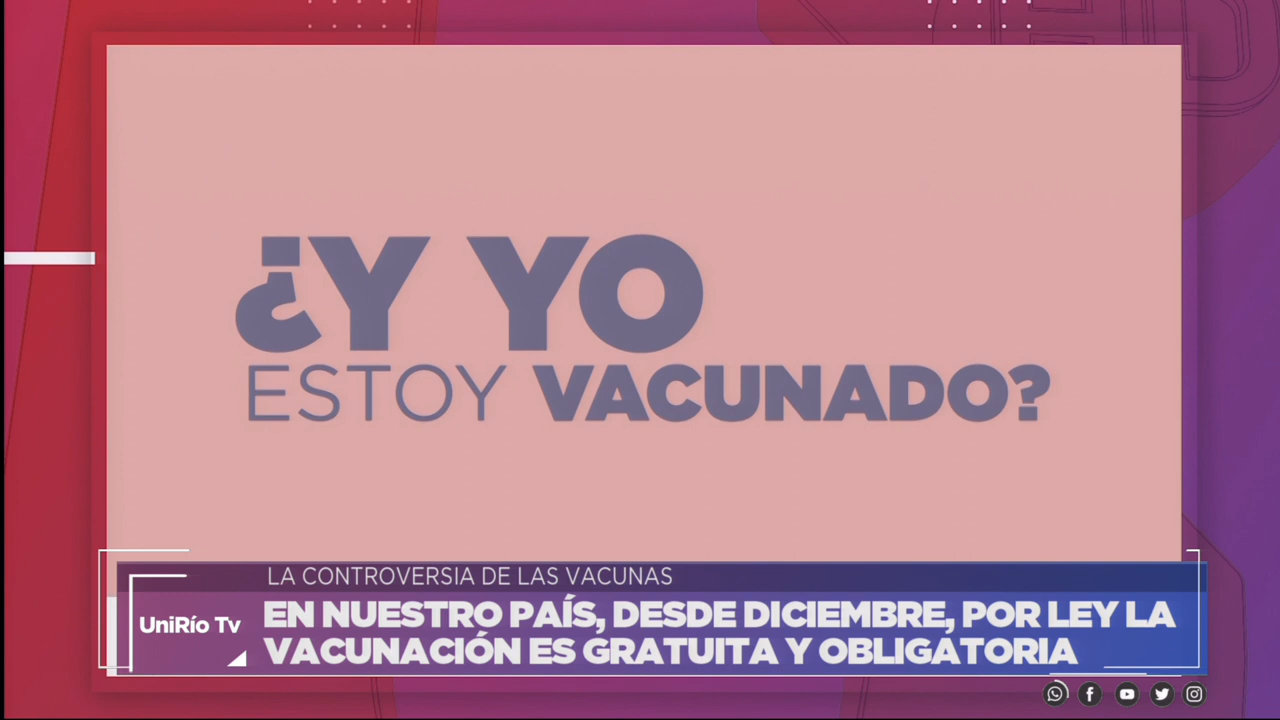 ¿Y YO
ESTOY VACUNADO?
LA CONTROVERSIA DE LAS VACUNAS
UniRío Tv
EN NUESTRO PAÍS, DESDE DICIEMBRE, POR LEY LA
VACUNACIÓN ES GRATUITA Y OBLIGATORIA